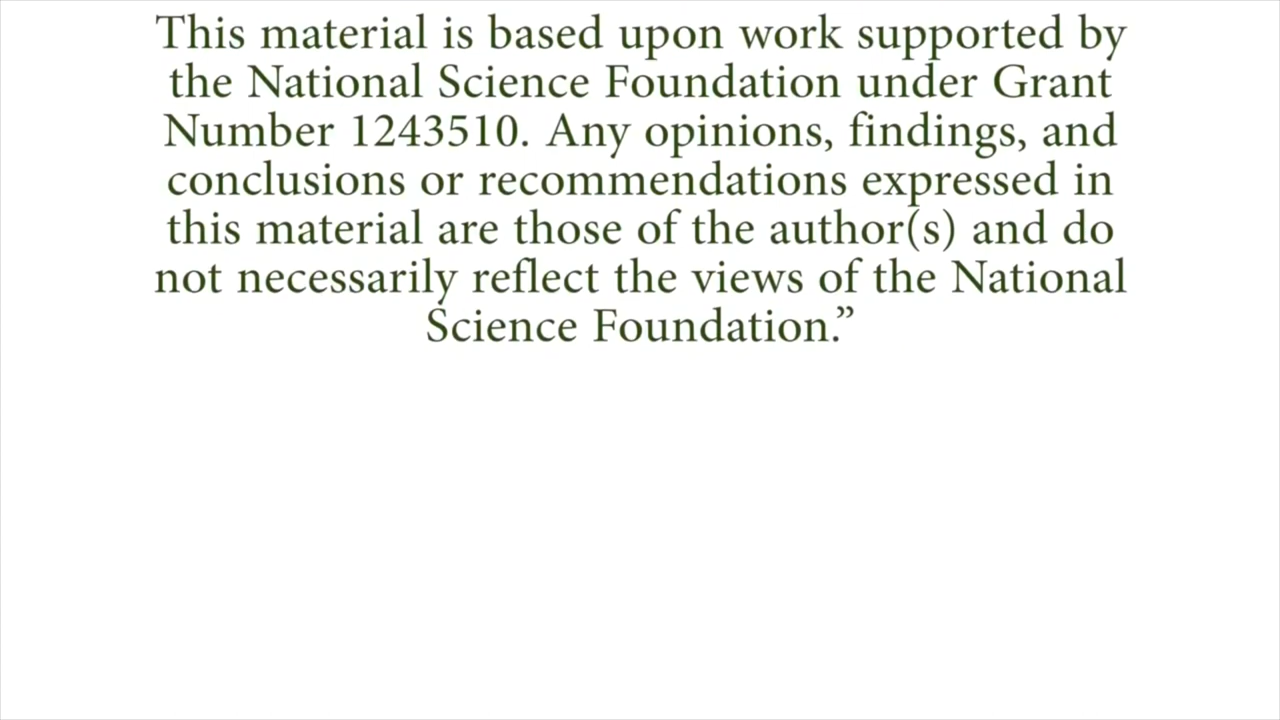 This material is based upon work supported by
the National Science Foundation under Grant
Number 1243510. Any opinions, findings, and
conclusions or recommendations expressed in
this material are those of the author(s) and do
not necessarily reflect the views of the National
Science Foundation.”